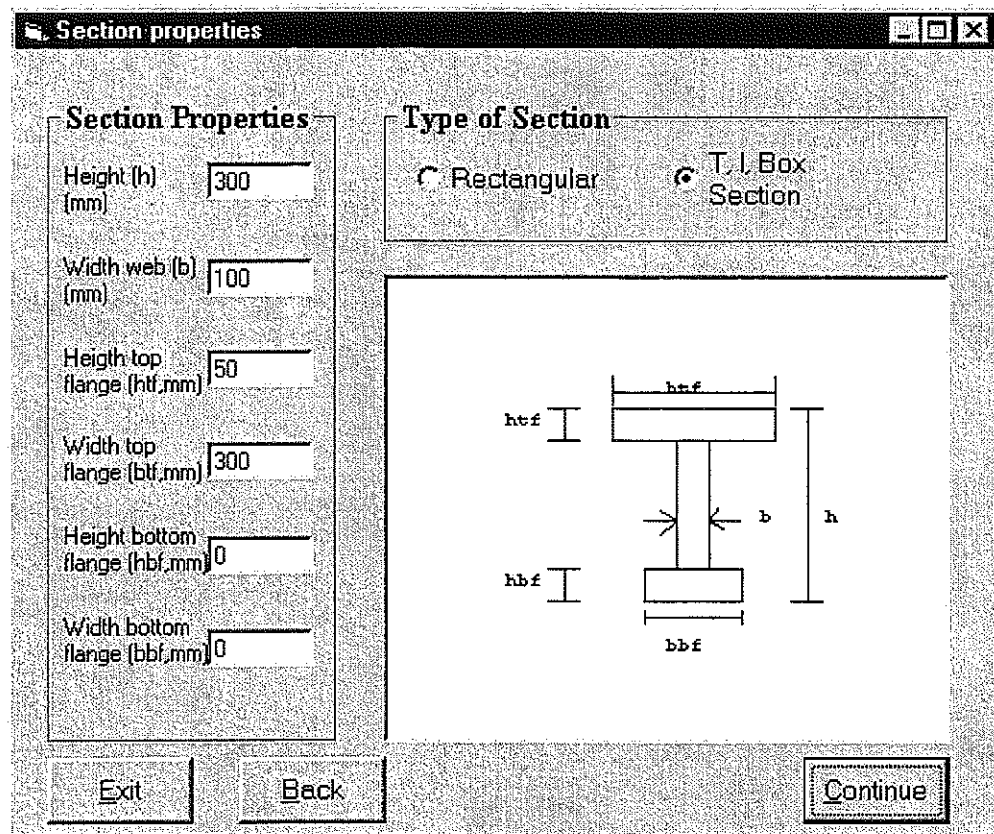 Section properties
Section Properties
Height (h)
(mm)
300
Width web (b)
(mm)
100
Heigth top
flange (htf,mm)
50
Width top
flange (btf,mm)
300
Height bottom
flange (hbf,mm)
0
Width bottom
flange (bbf,mm)
0
Type of Section
Rectangular
T, I, Box
Section
htf
htf
b
h
hbf
bbf
Exit
Back
Continue